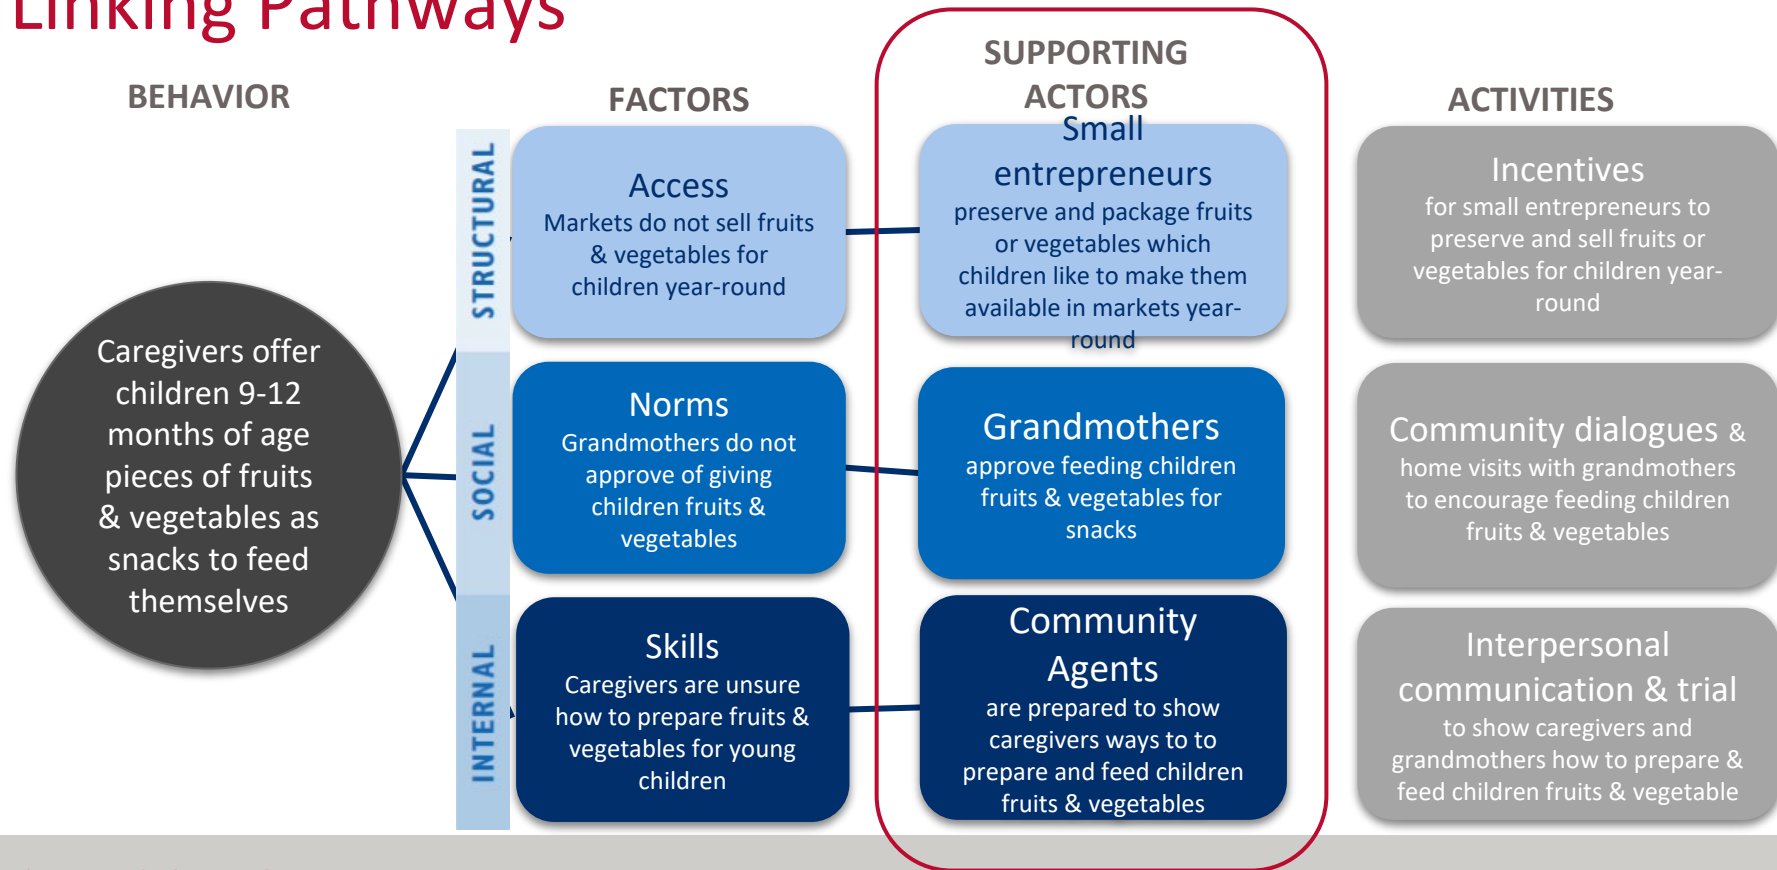 Linking Pathways
BEHAVIOR
FACTORS
SUPPORTING
ACTORS
ACTIVITIES
Caregivers offer
children 9-12
months of age
pieces of fruits
& vegetables as
snacks to feed
themselves
STRUCTURAL
Access
Markets do not sell fruits
& vegetables for
children year-round
Small
entrepreneurs
preserve and package fruits
or vegetables which
children like to make them
available in markets year-
round
Incentives
for small entrepreneurs to
preserve and sell fruits or
vegetables for children year-
round
SOCIAL
Norms
Grandmothers do not
approve of giving
children fruits &
vegetables
Grandmothers
approve feeding children
fruits & vegetables for
snacks
Community dialogues &
home visits with grandmothers
to encourage feeding children
fruits & vegetables
INTERNAL
Skills
Caregivers are unsure
how to prepare fruits &
vegetables for young
children
Community
Agents
are prepared to show
caregivers ways to to
prepare and feed children
fruits & vegetables
Interpersonal
communication & trial
to show caregivers and
grandmothers how to prepare &
feed children fruits & vegetable